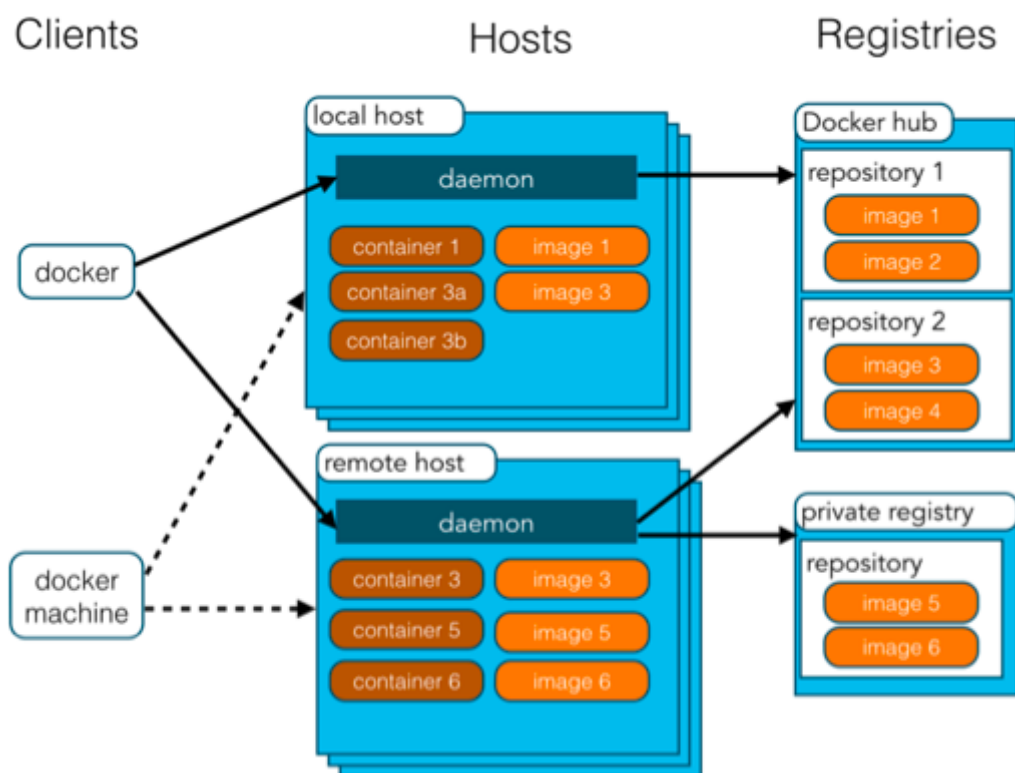 Clients
Hosts
Registries
local host
daemon
container 1
image 1
container 3a
image 3
container 3b
docker
docker
machine
remote host
daemon
container 3
image 3
container 5
image 5
container 6
image 6
Docker hub
repository 1
image 1
image 2
repository 2
image 3
image 4
private registry
repository
image 5
image 6